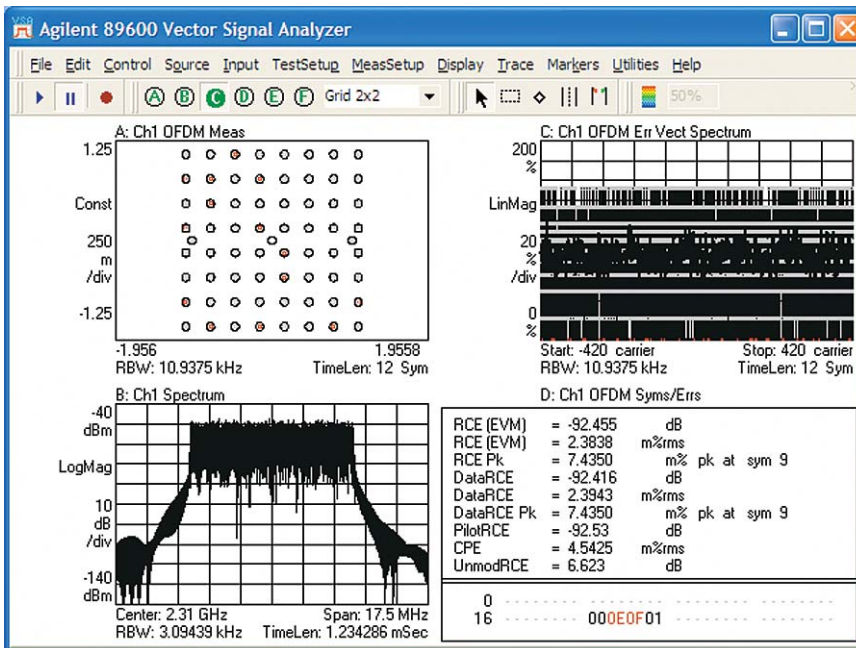 VSA
Agilent 89600 Vector Signal Analyzer
File Edit Control Source Input TestSetup MeasSetup Display Trace Markers Utilities Help
A B C D E F Grid 2x2 50%
A: Ch1 OFDM Meas
1.25
Const
250
m
/div
-1.25
-1.956 1.9558
RBW: 10.9375 kHz TimeLen: 12 Sym
C: Ch1 OFDM Err Vect Spectrum
200
%
LinMag
20
%
/div
0
%
Start: -420 carrier Stop: 420 carrier
RBW: 10.9375 kHz TimeLen: 12 Sym
B: Ch1 Spectrum
-40
dBm
LogMag
10
dB
/div
-140
dBm
Center: 2.31 GHz Span: 17.5 MHz
RBW: 3.09439 kHz TimeLen: 1.234286 mSec
D: Ch1 OFDM Syms/Errs
RCE (EVM) = -92.455 dB
RCE (EVM) = 2.3838 m%rms
RCE Pk = 7.4350 m% pk at sym 9
DataRCE = -92.416 dB
DataRCE = 2.3943 m%rms
DataRCE Pk = 7.4350 m% pk at sym 9
PilotRCE = -92.53 dB
CPE = 4.5425 m%rms
UnmodRCE = 6.623 dB
0 -------- -------- -------- --------
16 -------- 000E0F01 -------- --------